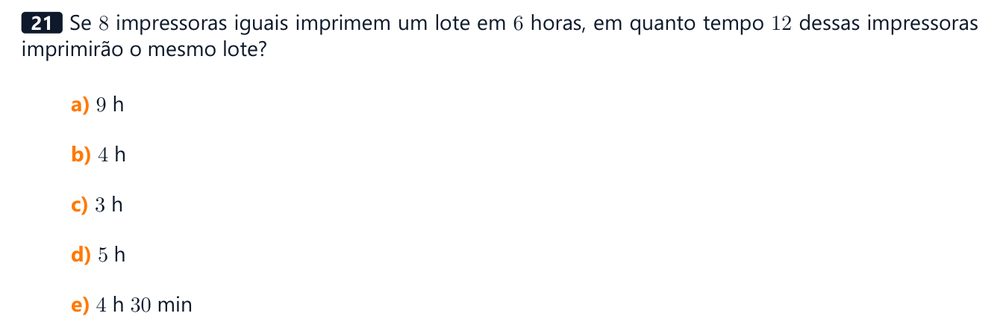 21 Se 8 impressoras iguais imprimem um lote em 6 horas, em quanto tempo 12 dessas impressoras
imprimirão o mesmo lote?
a) 9 h
b) 4 h
c) 3 h
d) 5 h
e) 4 h 30 min